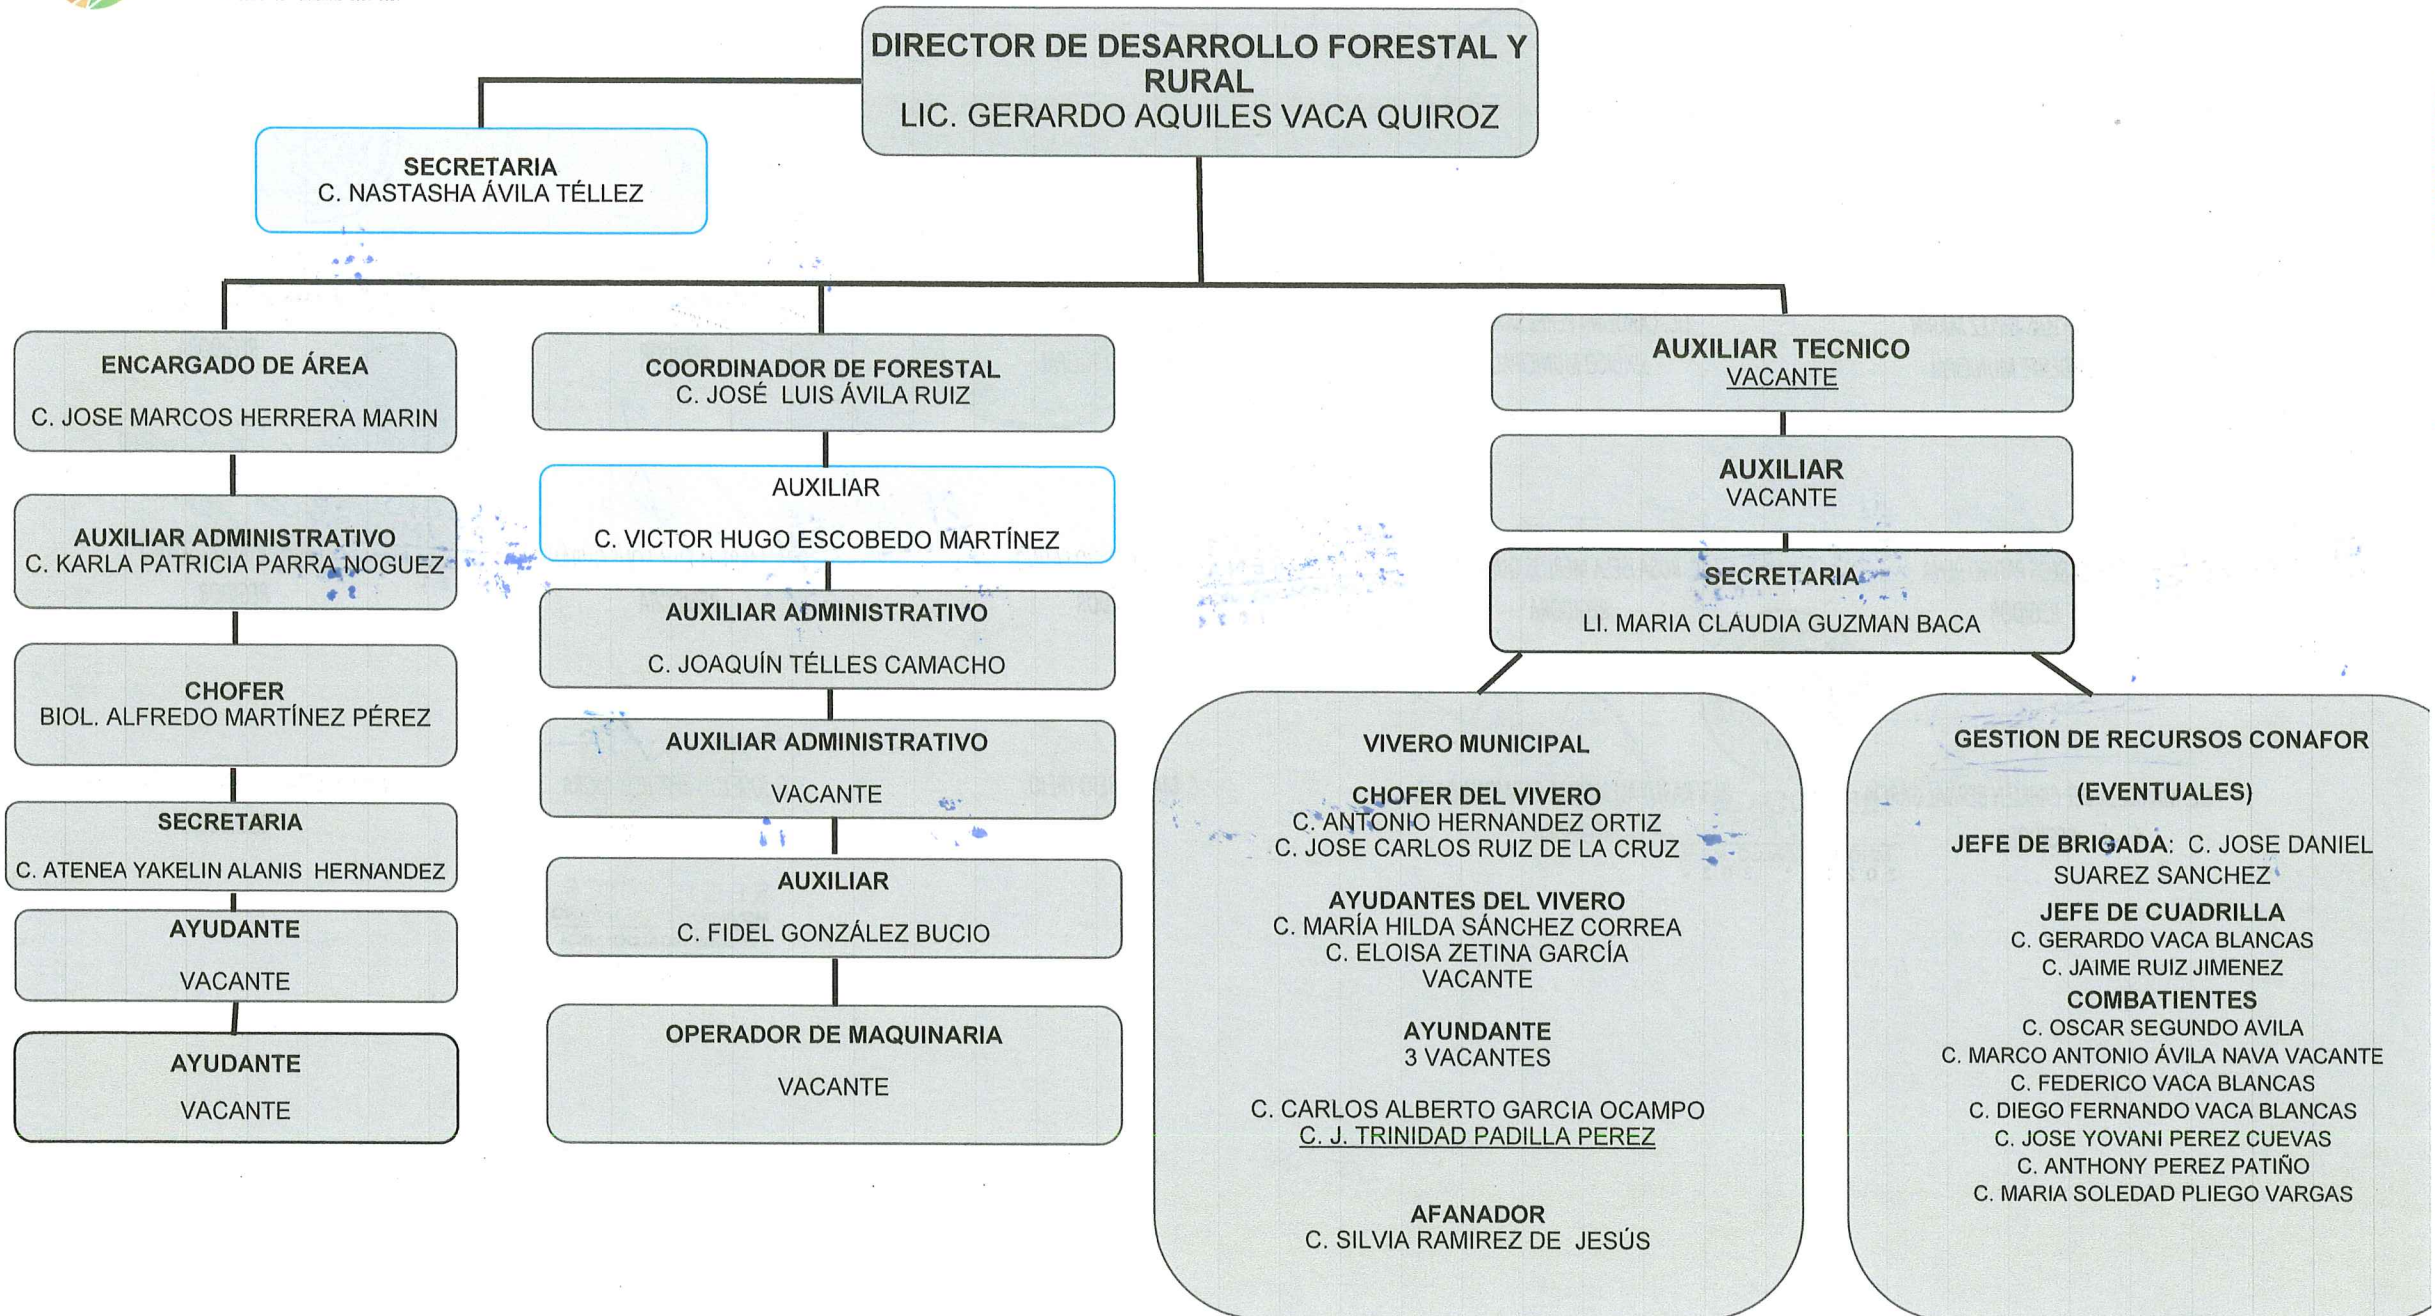 DIRECTOR DE DESARROLLO FORESTAL Y
RURAL
LIC. GERARDO AQUILES VACA QUIROZ
SECRETARIA
C. NASTASHA ÁVILA TÉLLEZ
ENCARGADO DE ÁREA
C. JOSE MARCOS HERRERA MARIN
AUXILIAR ADMINISTRATIVO
C. KARLA PATRICIA PARRA NOGUEZ
CHOFER
BIOL. ALFREDO MARTÍNEZ PÉREZ
SECRETARIA
C. ATENEA YAKELIN ALANIS HERNANDEZ
AYUDANTE
VACANTE
AYUDANTE
VACANTE
COORDINADOR DE FORESTAL
C. JOSÉ LUIS ÁVILA RUIZ
AUXILIAR
C. VICTOR HUGO ESCOBEDO MARTÍNEZ
AUXILIAR ADMINISTRATIVO
C. JOAQUÍN TÉLLES CAMACHO
AUXILIAR ADMINISTRATIVO
VACANTE
AUXILIAR
C. FIDEL GONZÁLEZ BUCIO
OPERADOR DE MAQUINARIA
VACANTE
AUXILIAR TECNICO
VACANTE
AUXILIAR
VACANTE
SECRETARIA
LI. MARIA CLAUDIA GUZMAN BACA
VIVERO MUNICIPAL
CHOFER DEL VIVERO
C. ANTONIO HERNANDEZ ORTIZ
C. JOSE CARLOS RUIZ DE LA CRUZ
AYUDANTES DEL VIVERO
C. MARÍA HILDA SÁNCHEZ CORREA
C. ELOISA ZETINA GARCÍA
VACANTE
AYUNDANTE
3 VACANTES
C. CARLOS ALBERTO GARCIA OCAMPO
C. J. TRINIDAD PADILLA PEREZ
AFANADOR
C. SILVIA RAMIREZ DE JESÚS
GESTION DE RECURSOS CONAFOR
(EVENTUALES)
JEFE DE BRIGADA: C. JOSE DANIEL
SUAREZ SANCHEZ
JEFE DE CUADRILLA
C. GERARDO VACA BLANCAS
C. JAIME RUIZ JIMENEZ
COMBATIENTES
C. OSCAR SEGUNDO AVILA
C. MARCO ANTONIO ÁVILA NAVA VACANTE
C. FEDERICO VACA BLANCAS
C. DIEGO FERNANDO VACA BLANCAS
C. JOSE YOVANI PEREZ CUEVAS
C. ANTHONY PEREZ PATIÑO
C. MARIA SOLEDAD PLIEGO VARGAS